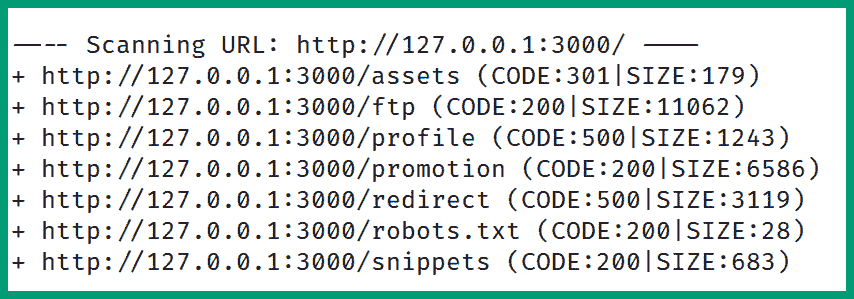 ---- Scanning URL: http://127.0.0.1:3000/ ----
+ http://127.0.0.1:3000/assets (CODE:301|SIZE:179)
+ http://127.0.0.1:3000/ftp (CODE:200|SIZE:11062)
+ http://127.0.0.1:3000/profile (CODE:500|SIZE:1243)
+ http://127.0.0.1:3000/promotion (CODE:200|SIZE:6586)
+ http://127.0.0.1:3000/redirect (CODE:500|SIZE:3119)
+ http://127.0.0.1:3000/robots.txt (CODE:200|SIZE:28)
+ http://127.0.0.1:3000/snippets (CODE:200|SIZE:683)